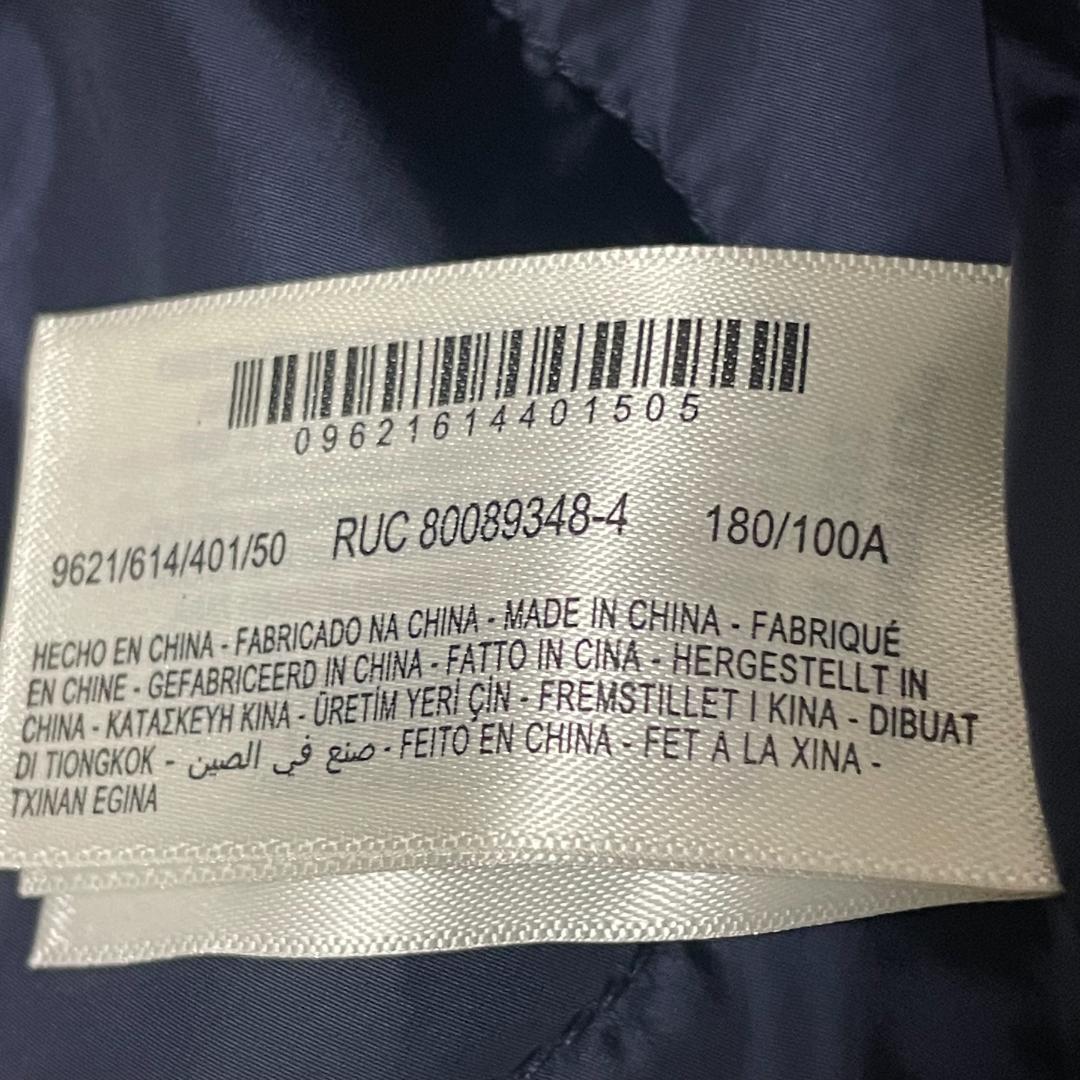 09621614401505
9621/614/401/50 RUC 80089348-4 180/100A
HECHO EN CHINA - FABRICADO NA CHINA - MADE IN CHINA - FABRIQUÉ
EN CHINE - GEFABRICEERD IN CHINA - FATTO IN CINA - HERGESTELLT IN
CHINA - ΚΑΤΑΣΚΕΥΗ ΚΙΝΑ - ÜRETİM YERİ ÇİN - FREMSTILLET I KINA - DIBUAT
DI TIONGKOK - صنع في الصين - FEITO EN CHINA - FET A LA XINA -
TXINAN EGINA